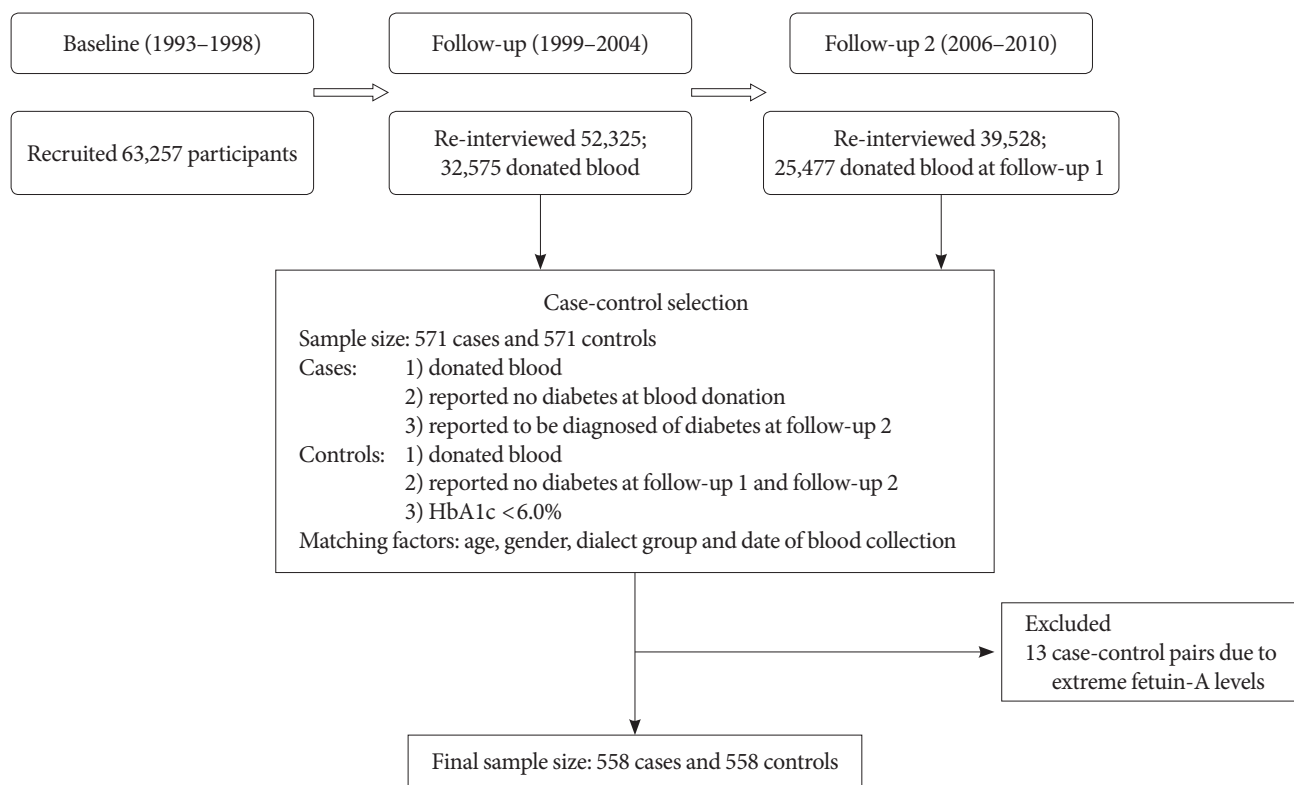 Baseline (1993–1998)
Follow-up (1999–2004)
Follow-up 2 (2006–2010)
Recruited 63,257 participants
Re-interviewed 52,325;
32,575 donated blood
Re-interviewed 39,528;
25,477 donated blood at follow-up 1
Case-control selection
Sample size: 571 cases and 571 controls
Cases: 1) donated blood
2) reported no diabetes at blood donation
3) reported to be diagnosed of diabetes at follow-up 2
Controls: 1) donated blood
2) reported no diabetes at follow-up 1 and follow-up 2
3) HbA1c <6.0%
Matching factors: age, gender, dialect group and date of blood collection
Excluded
13 case-control pairs due to
extreme fetuin-A levels
Final sample size: 558 cases and 558 controls